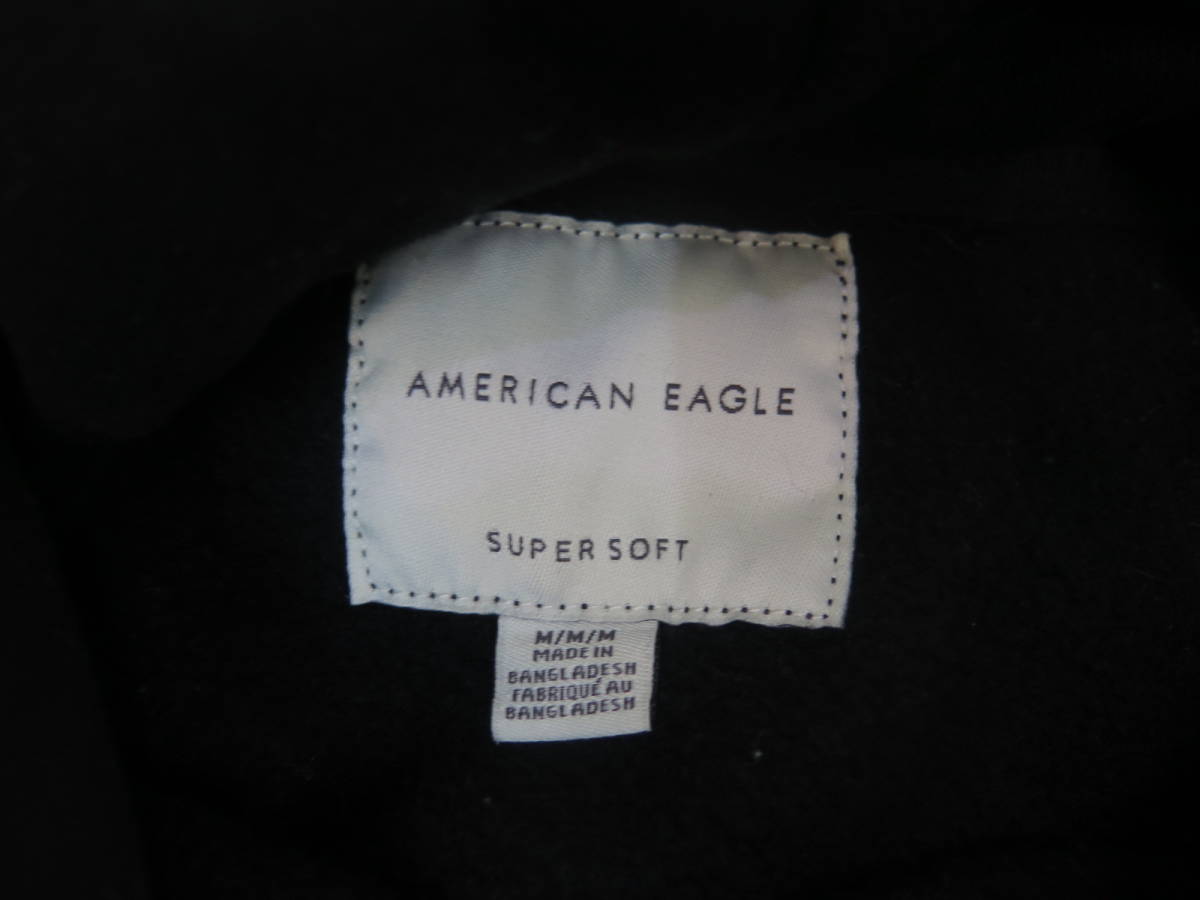 AMERICAN EAGLE
SUPER SOFT
M/M/M
MADE IN
BANGLADESH
FABRIQUÉ AU
BANGLADESH